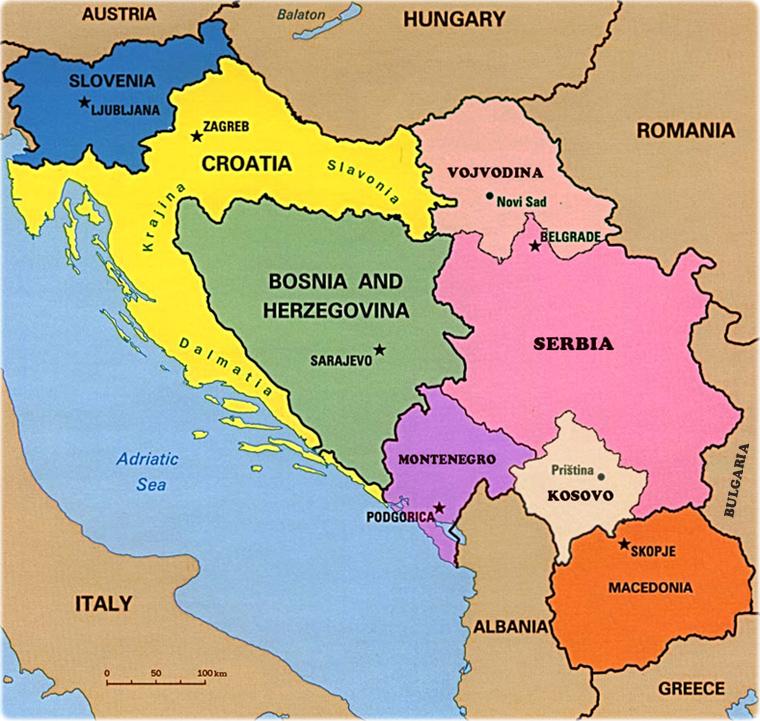 AUSTRIA
Balaton
HUNGARY
SLOVENIA
LJUBLJANA
ZAGREB
ROMANIA
CROATIA
Slavonia
VOJVODINA
Novi Sad
Krajina
BELGRADE
BOSNIA AND
HERZEGOVINA
SERBIA
SARAJEVO
Dalmatia
Adriatic
Sea
MONTENEGRO
Priština
KOSOVO
BULGARIA
PODGORICA
SKOPJE
MACEDONIA
ITALY
ALBANIA
0 50 100 km
GREECE